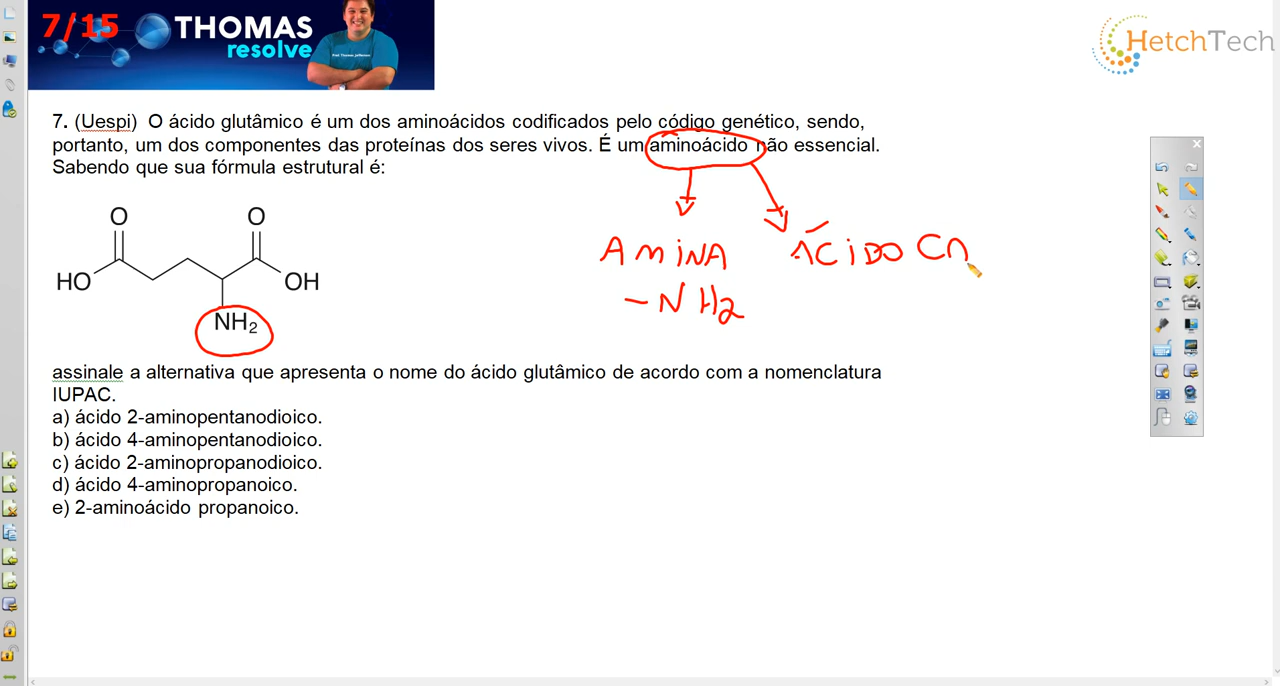 7/15
THOMAS
resolve
HetchTech
7. (Uespi) O ácido glutâmico é um dos aminoácidos codificados pelo código genético, sendo,
portanto, um dos componentes das proteínas dos seres vivos. É um aminoácido não essencial.
Sabendo que sua fórmula estrutural é:
O O
HO OH
NH₂
AMINA ÁCIDO CA
-NH2
assinale a alternativa que apresenta o nome do ácido glutâmico de acordo com a nomenclatura
IUPAC.
a) ácido 2-aminopentanodioico.
b) ácido 4-aminopentanodioico.
c) ácido 2-aminopropanodioico.
d) ácido 4-aminopropanoico.
e) 2-aminoácido propanoico.